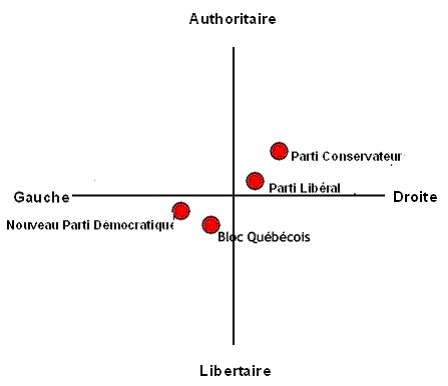 Authoritaire
Parti Conservateur
Parti Libéral
Gauche
Droite
Nouveau Parti Démocratique
Bloc Québécois
Libertaire